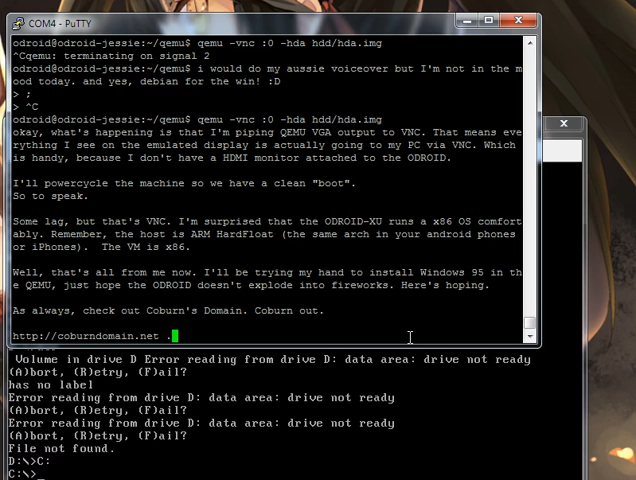 COM4 - PuTTY
odroid@odroid-jessie:~/qemu$ qemu -vnc :0 -hda hdd/hda.img
^Cqemu: terminating on signal 2
odroid@odroid-jessie:~/qemu$ i would do my aussie voiceover but I'm not in the m
ood today. and yes, debian for the win! :D
> ;
> ^C
odroid@odroid-jessie:~/qemu$ qemu -vnc :0 -hda hdd/hda.img
okay, what's happening is that I'm piping QEMU VGA output to VNC. That means eve
rything I see on the emulated display is actually going to my PC via VNC. Which
is handy, because I don't have a HDMI monitor attached to the ODROID.
I'll powercycle the machine so we have a clean "boot".
So to speak.
Some lag, but that's VNC. I'm surprised that the ODROID-XU runs a x86 OS comfort
ably. Remember, the host is ARM HardFloat (the same arch in your android phones
or iPhones).  The VM is x86.
Well, that's all from me now. I'll be trying my hand to install Windows 95 in th
e QEMU, just hope the ODROID doesn't explode into fireworks. Here's hoping.
As always, check out Coburn's Domain. Coburn out.
http://coburndomain.net .
Volume in drive D Error reading from drive D: data area: drive not ready
(A)bort, (R)etry, (F)ail?
has no label
Error reading from drive D: data area: drive not ready
(A)bort, (R)etry, (F)ail?
Error reading from drive D: data area: drive not ready
(A)bort, (R)etry, (F)ail?
File not found.
D:\>C:
C:\>_